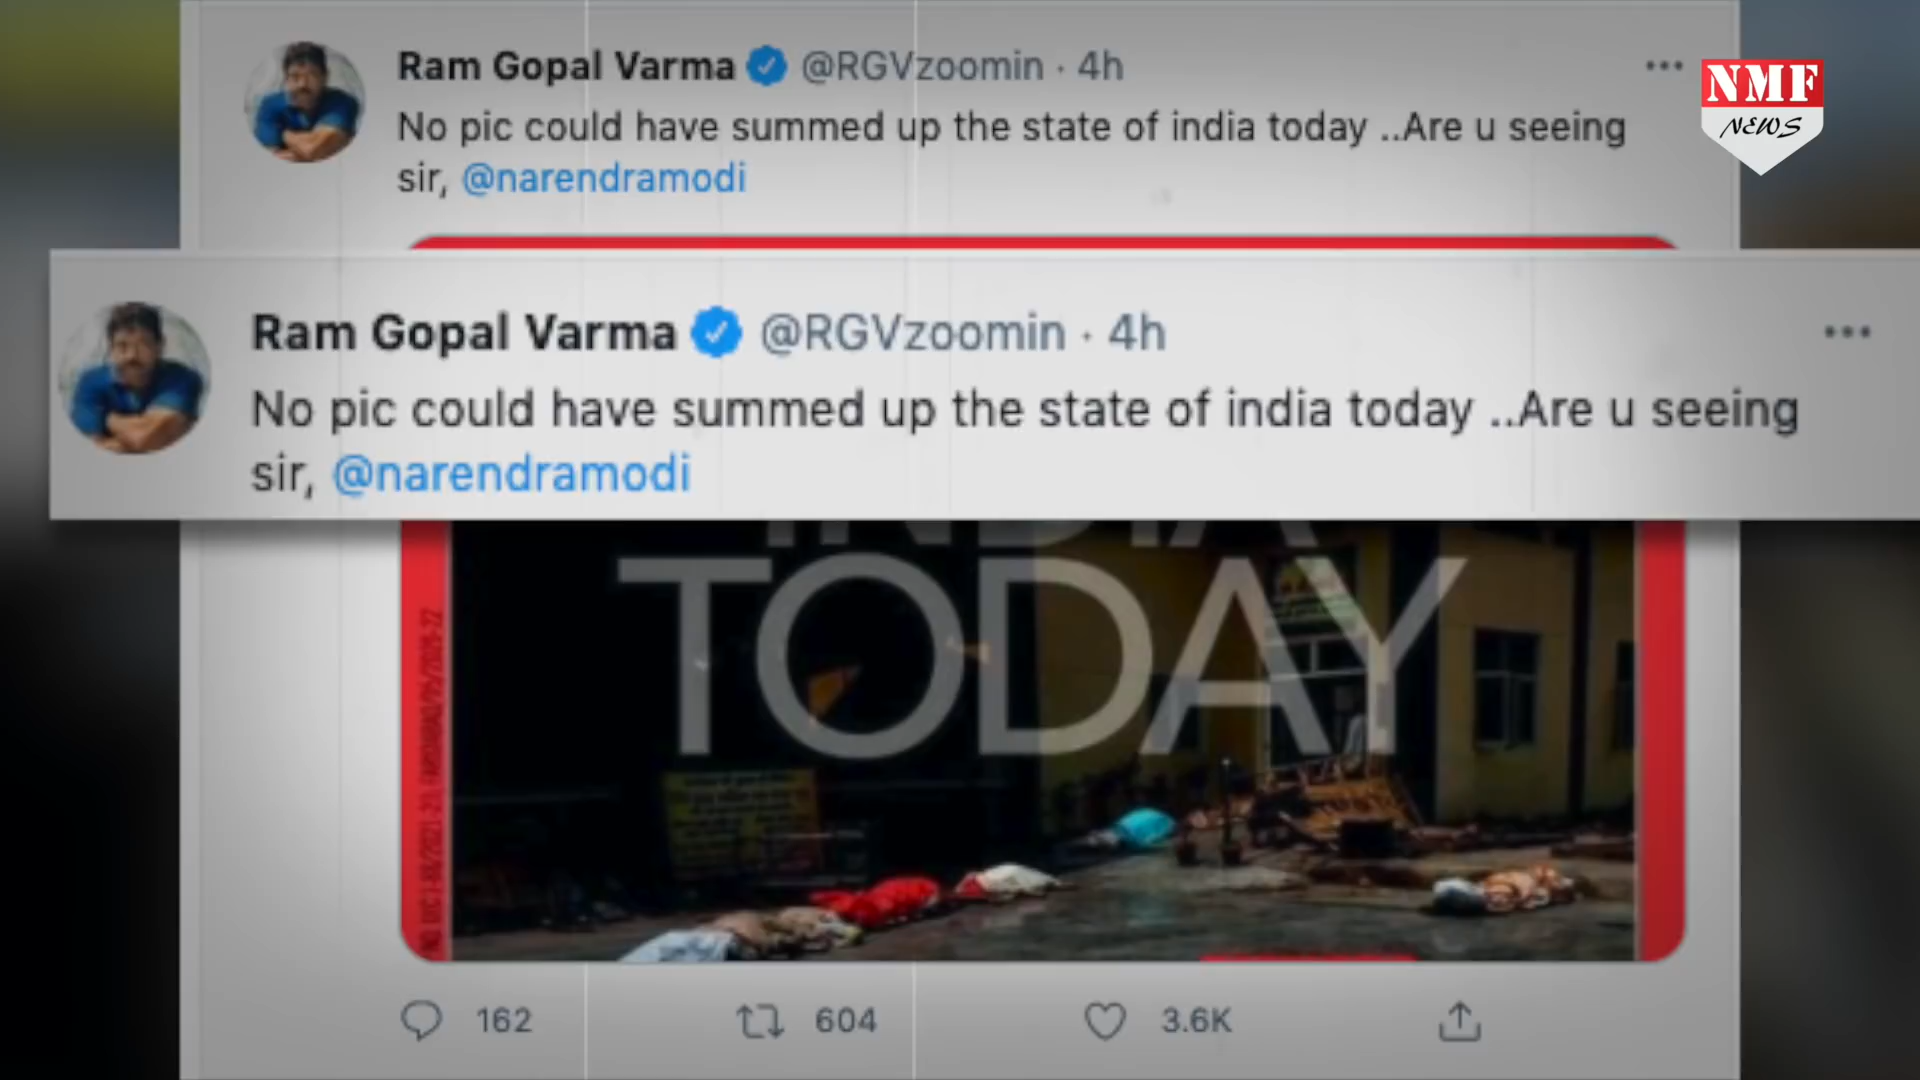 Ram Gopal Varma @RGVzoomin · 4h
No pic could have summed up the state of india today ..Are u seeing
sir, @narendramodi
NMF
NEWS
Ram Gopal Varma @RGVzoomin · 4h
No pic could have summed up the state of india today ..Are u seeing
sir, @narendramodi
INDIA
TODAY
162
604
3.6K